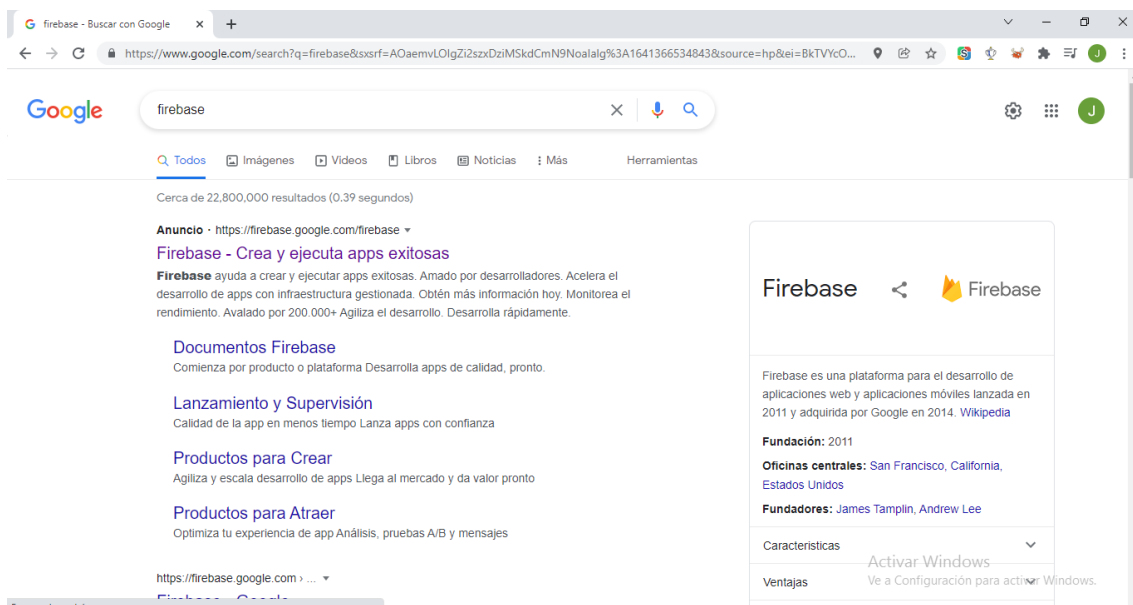 firebase - Buscar con Google
https://www.google.com/search?q=firebase&sxsrf=AOaemvLOIgZi2szxDziMSkdCmN9NoaIaIg%3A1641366534843&source=hp&ei=BkTVYcO...
J
Google
firebase
J
Todos Imágenes Videos Libros Noticias Más Herramientas
Cerca de 22,800,000 resultados (0.39 segundos)
Anuncio · https://firebase.google.com/firebase
Firebase - Crea y ejecuta apps exitosas
Firebase ayuda a crear y ejecutar apps exitosas. Amado por desarrolladores. Acelera el
desarrollo de apps con infraestructura gestionada. Obtén más información hoy. Monitorea el
rendimiento. Avalado por 200.000+ Agiliza el desarrollo. Desarrolla rápidamente.
Documentos Firebase
Comienza por producto o plataforma Desarrolla apps de calidad, pronto.
Lanzamiento y Supervisión
Calidad de la app en menos tiempo Lanza apps con confianza
Productos para Crear
Agiliza y escala desarrollo de apps Llega al mercado y da valor pronto
Productos para Atraer
Optimiza tu experiencia de app Análisis, pruebas A/B y mensajes
https://firebase.google.com › ...
Firebase - Google
Firebase
Firebase
Firebase es una plataforma para el desarrollo de
aplicaciones web y aplicaciones móviles lanzada en
2011 y adquirida por Google en 2014. Wikipedia
Fundación: 2011
Oficinas centrales: San Francisco, California,
Estados Unidos
Fundadores: James Tamplin, Andrew Lee
Caracteristicas
Ventajas
Activar Windows
Ve a Configuración para activar Windows.